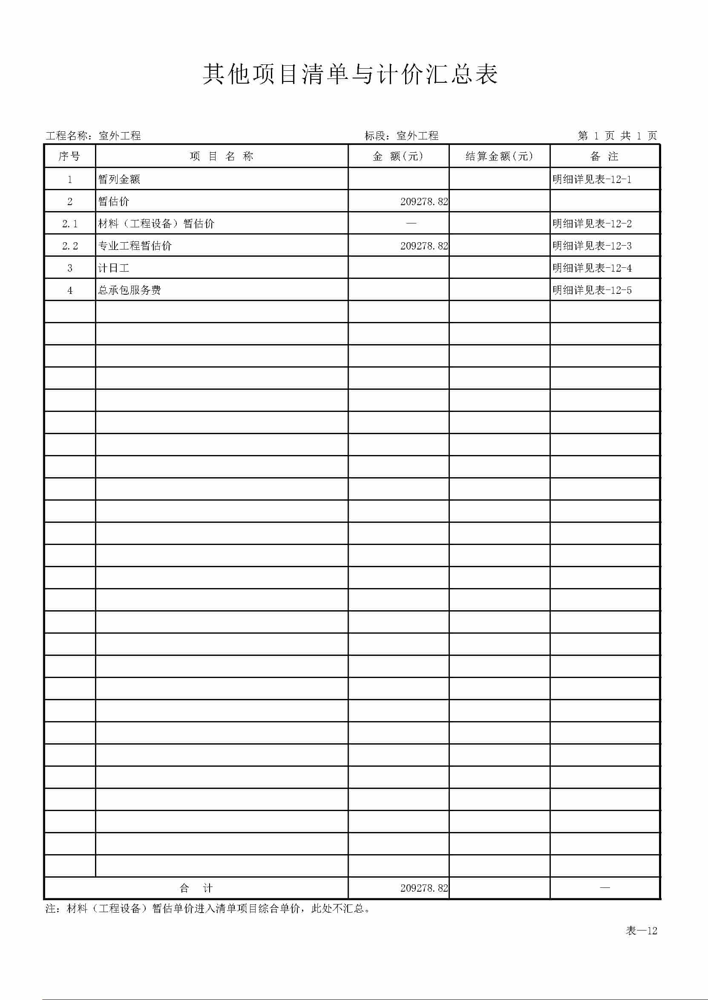 其他项目清单与计价汇总表
工程名称：室外工程 标段：室外工程 第 1 页 共 1 页
序号 项 目 名 称 金 额(元) 结算金额(元) 备 注
1 暂列金额 明细详见表-12-1
2 暂估价 209278.82
2.1 材料（工程设备）暂估价 — 明细详见表-12-2
2.2 专业工程暂估价 209278.82 明细详见表-12-3
3 计日工 明细详见表-12-4
4 总承包服务费 明细详见表-12-5
合 计 209278.82 —
注：材料（工程设备）暂估单价进入清单项目综合单价，此处不汇总。
表—12